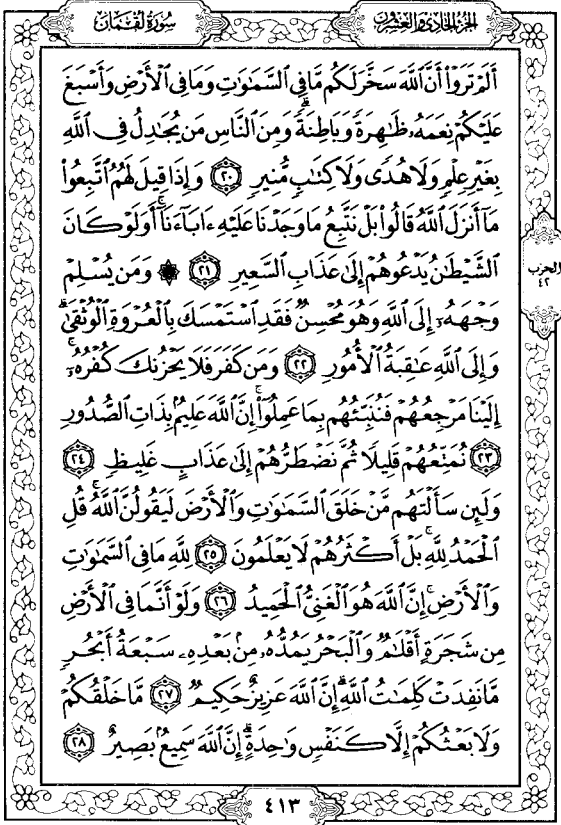 الجزء الحادي والعشرون
سورة لقمان
أَلَمْ تَرَوْا۟ أَنَّ ٱللَّهَ سَخَّرَ لَكُم مَّا فِى ٱلسَّمَٰوَٰتِ وَمَا فِى ٱلْأَرْضِ وَأَسْبَغَ
عَلَيْكُمْ نِعَمَهُۥ ظَٰهِرَةً وَبَاطِنَةً ۗ وَمِنَ ٱلنَّاسِ مَن يُجَٰدِلُ فِى ٱللَّهِ
بِغَيْرِ عِلْمٍ وَلَا هُدًى وَلَا كِتَٰبٍ مُّنِيرٍ ٢٠ وَإِذَا قِيلَ لَهُمُ ٱتَّبِعُوا۟
مَآ أَنزَلَ ٱللَّهُ قَالُوا۟ بَلْ نَتَّبِعُ مَا وَجَدْنَا عَلَيْهِ ءَابَآءَنَآ ۚ أَوَلَوْ كَانَ
ٱلشَّيْطَٰنُ يَدْعُوهُمْ إِلَىٰ عَذَابِ ٱلسَّعِيرِ ٢١ ۞ وَمَن يُسْلِمْ
وَجْهَهُۥٓ إِلَى ٱللَّهِ وَهُوَ مُحْسِنٌ فَقَدِ ٱسْتَمْسَكَ بِٱلْعُرْوَةِ ٱلْوُثْقَىٰ ۗ
وَإِلَى ٱللَّهِ عَٰقِبَةُ ٱلْأُمُورِ ٢٢ وَمَن كَفَرَ فَلَا يَحْزُنكَ كُفْرُهُۥٓ ۚ
إِلَيْنَا مَرْجِعُهُمْ فَنُنَبِّئُهُم بِمَا عَمِلُوٓا۟ ۚ إِنَّ ٱللَّهَ عَلِيمٌۢ بِذَاتِ ٱلصُّدُورِ
٢٣ نُمَتِّعُهُمْ قَلِيلًا ثُمَّ نَضْطَرُّهُمْ إِلَىٰ عَذَابٍ غَلِيظٍ ٢٤
وَلَئِن سَأَلْتَهُم مَّنْ خَلَقَ ٱلسَّمَٰوَٰتِ وَٱلْأَرْضَ لَيَقُولُنَّ ٱللَّهُ ۚ قُلِ
ٱلْحَمْدُ لِلَّهِ ۚ بَلْ أَكْثَرُهُمْ لَا يَعْلَمُونَ ٢٥ لِلَّهِ مَا فِى ٱلسَّمَٰوَٰتِ
وَٱلْأَرْضِ ۚ إِنَّ ٱللَّهَ هُوَ ٱلْغَنِىُّ ٱلْحَمِيدُ ٢٦ وَلَوْ أَنَّمَا فِى ٱلْأَرْضِ
مِن شَجَرَةٍ أَقْلَٰمٌ وَٱلْبَحْرُ يَمُدُّهُۥ مِنۢ بَعْدِهِۦ سَبْعَةُ أَبْحُرٍ
مَّا نَفِدَتْ كَلِمَٰتُ ٱللَّهِ ۗ إِنَّ ٱللَّهَ عَزِيزٌ حَكِيمٌ ٢٧ مَّا خَلْقُكُمْ
وَلَا بَعْثُكُمْ إِلَّا كَنَفْسٍ وَٰحِدَةٍ ۗ إِنَّ ٱللَّهَ سَمِيعٌۢ بَصِيرٌ ٢٨
الحزب
٤٢
٤١٣